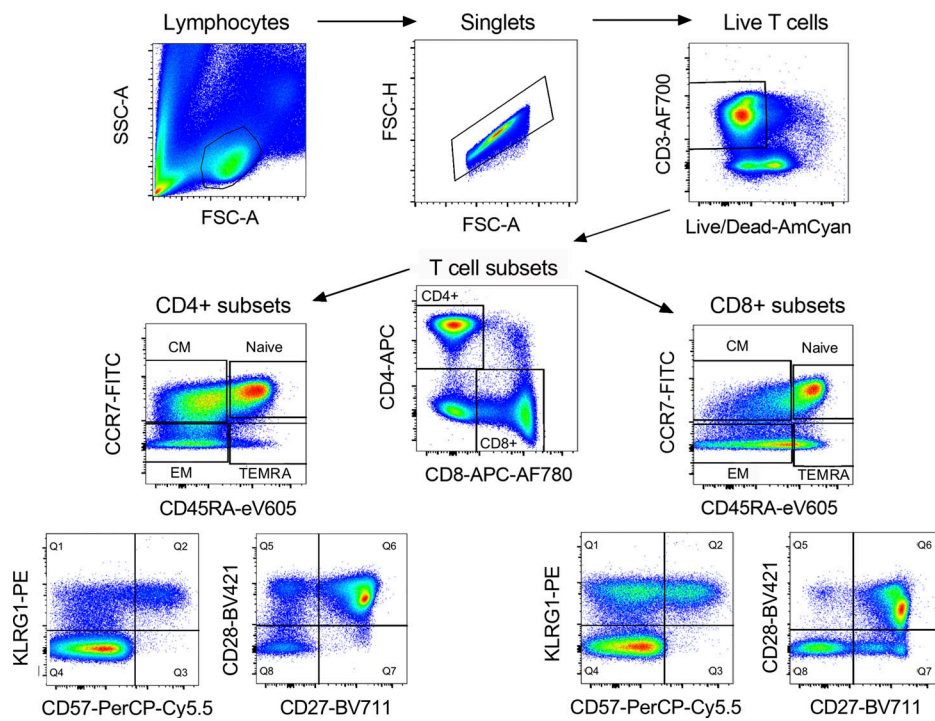 Lymphocytes
Singlets
Live T cells
SSC-A
FSC-A
FSC-H
FSC-A
CD3-AF700
Live/Dead-AmCyan
T cell subsets
CD4+ subsets
CD8+ subsets
CM
Naive
EM
TEMRA
CCR7-FITC
CD45RA-eV605
CD4+
CD8+
CD4-APC
CD8-APC-AF780
CM
Naive
EM
TEMRA
CCR7-FITC
CD45RA-eV605
Q1
Q2
Q4
Q3
KLRG1-PE
CD57-PerCP-Cy5.5
Q5
Q6
Q8
Q7
CD28-BV421
CD27-BV711
Q1
Q2
Q4
Q3
KLRG1-PE
CD57-PerCP-Cy5.5
Q5
Q6
Q8
Q7
CD28-BV421
CD27-BV711